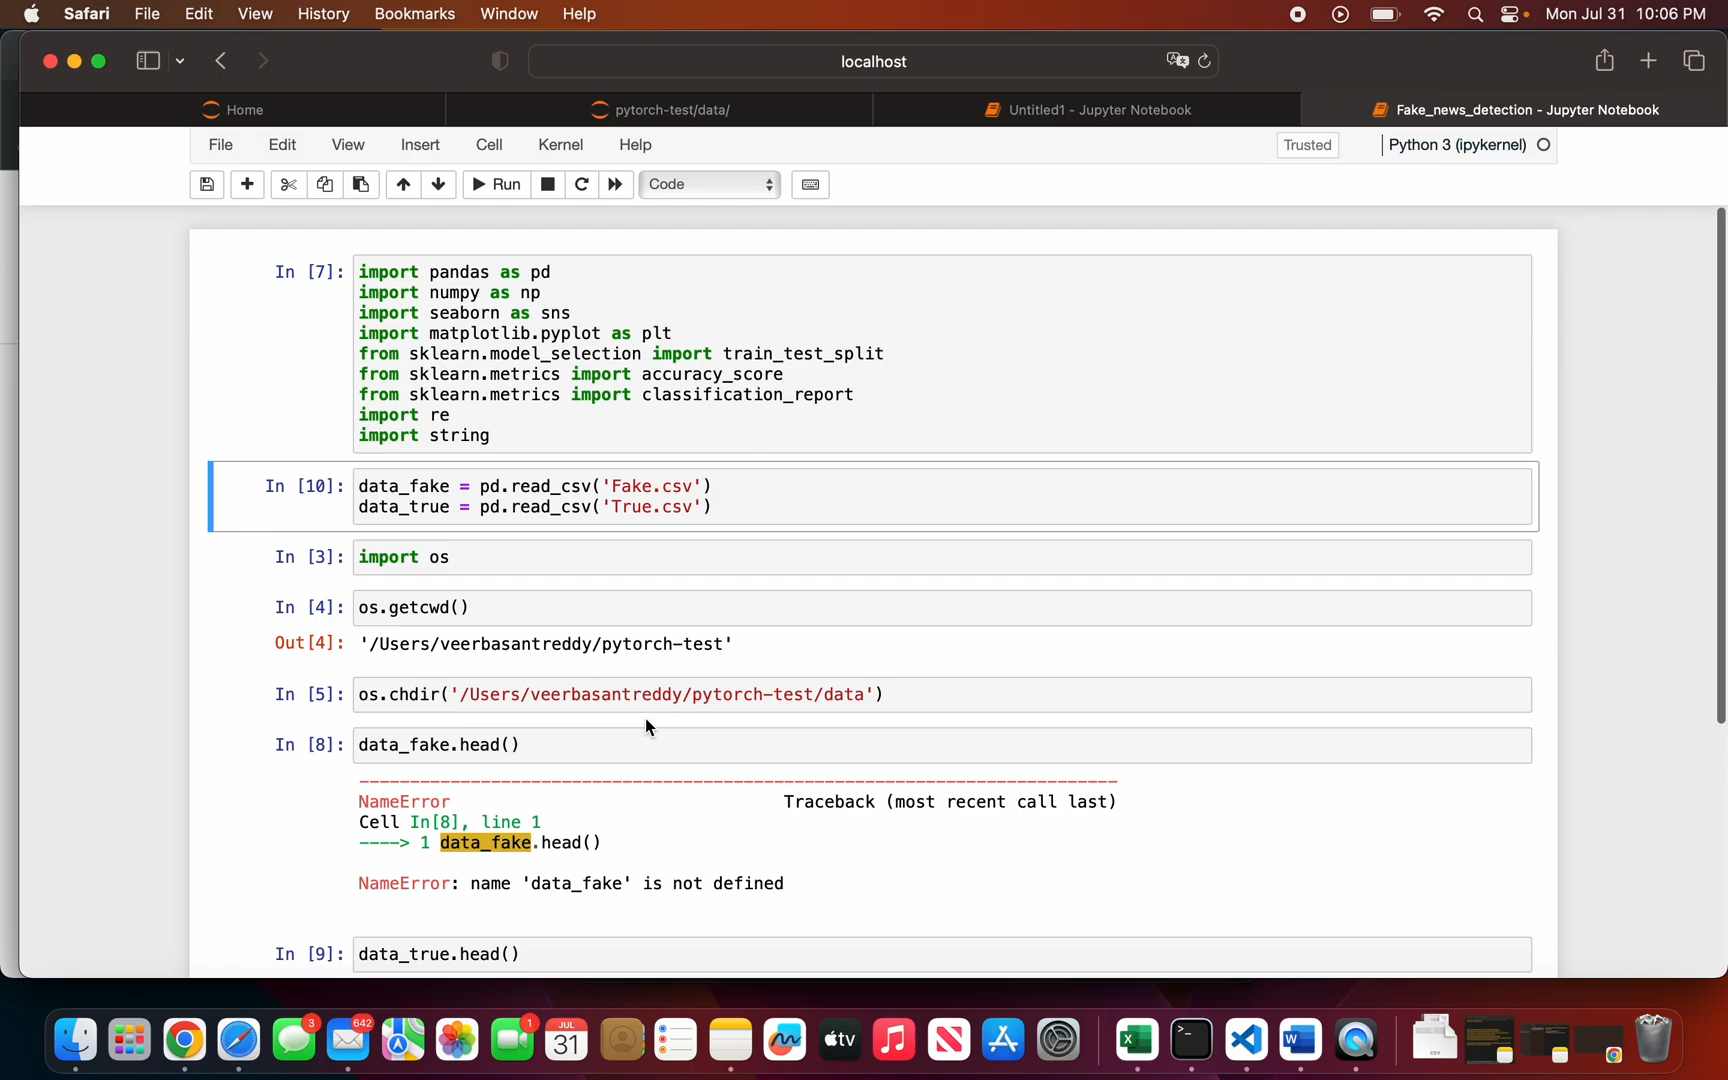 Safari File Edit View History Bookmarks Window Help Mon Jul 31 10:06 PM
localhost
Home pytorch-test/data/ Untitled1 - Jupyter Notebook Fake_news_detection - Jupyter Notebook
File Edit View Insert Cell Kernel Help Trusted Python 3 (ipykernel)
Run Code
In [7]: import pandas as pd
import numpy as np
import seaborn as sns
import matplotlib.pyplot as plt
from sklearn.model_selection import train_test_split
from sklearn.metrics import accuracy_score
from sklearn.metrics import classification_report
import re
import string
In [10]: data_fake = pd.read_csv('Fake.csv')
data_true = pd.read_csv('True.csv')
In [3]: import os
In [4]: os.getcwd()
Out[4]: '/Users/veerbasantreddy/pytorch-test'
In [5]: os.chdir('/Users/veerbasantreddy/pytorch-test/data')
In [8]: data_fake.head()
---------------------------------------------------------------------------
NameError Traceback (most recent call last)
Cell In[8], line 1
----> 1 data_fake.head()
NameError: name 'data_fake' is not defined
In [9]: data_true.head()
3 642 1 JUL 31 tv CSV